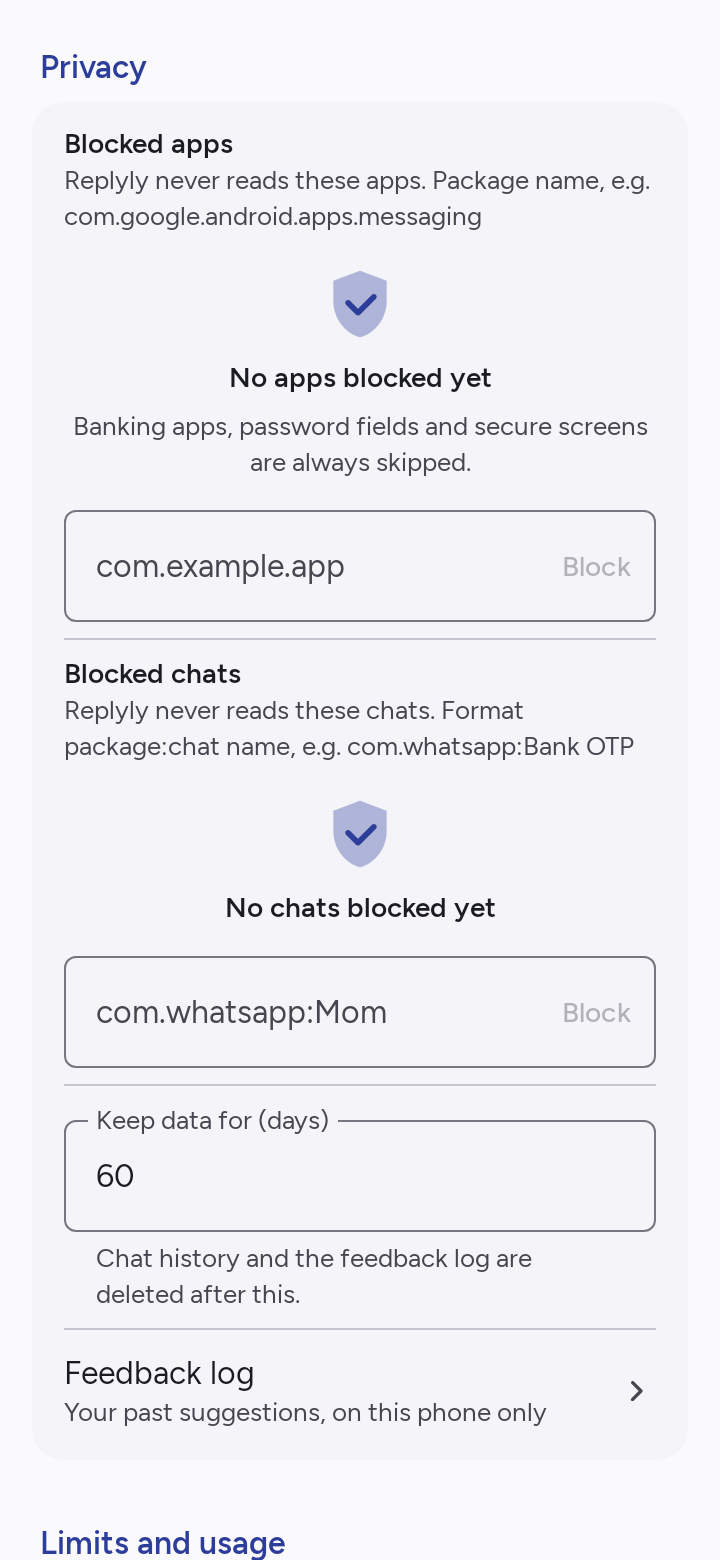 Privacy
Blocked apps
Replyly never reads these apps. Package name, e.g.
com.google.android.apps.messaging
No apps blocked yet
Banking apps, password fields and secure screens
are always skipped.
com.example.app Block
Blocked chats
Replyly never reads these chats. Format
package:chat name, e.g. com.whatsapp:Bank OTP
No chats blocked yet
com.whatsapp:Mom Block
Keep data for (days)
60
Chat history and the feedback log are
deleted after this.
Feedback log
Your past suggestions, on this phone only
Limits and usage